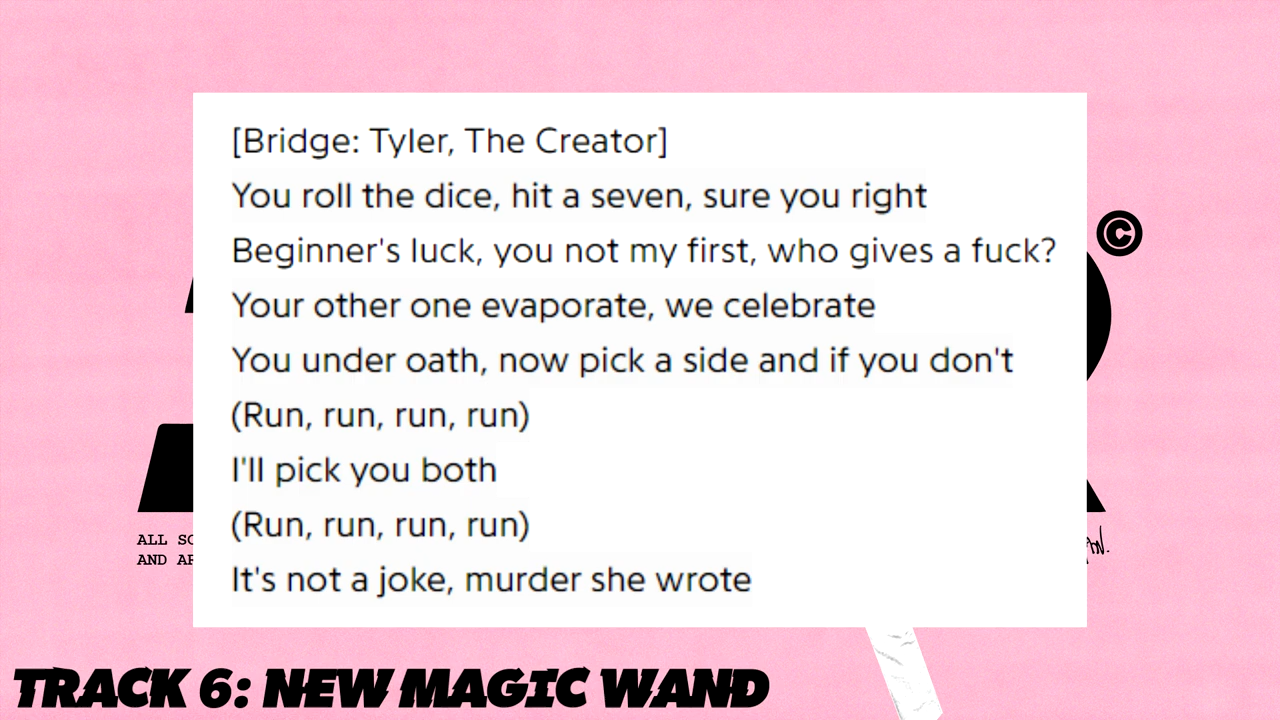 [Bridge: Tyler, The Creator]
You roll the dice, hit a seven, sure you right
©
Beginner's luck, you not my first, who gives a fuck?
Your other one evaporate, we celebrate
You under oath, now pick a side and if you don't
(Run, run, run, run)
I'll pick you both
(Run, run, run, run)
ALL
AND
It's not a joke, murder she wrote
TRACK 6: NEW MAGIC WAND